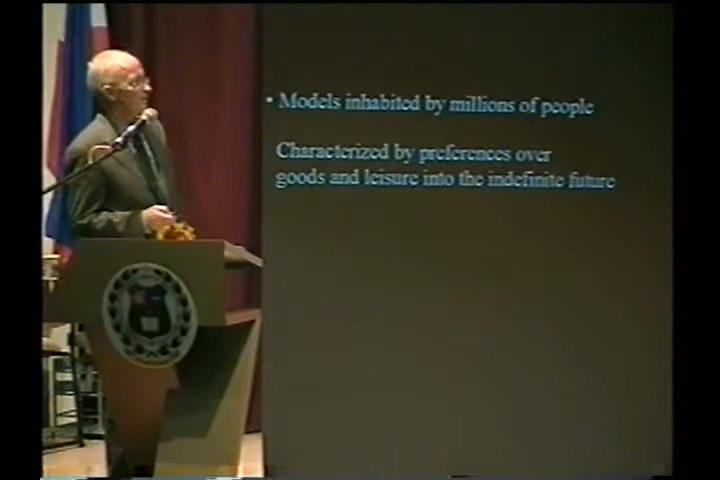 • Models inhabited by millions of people
Characterized by preferences over
goods and leisure into the indefinite future